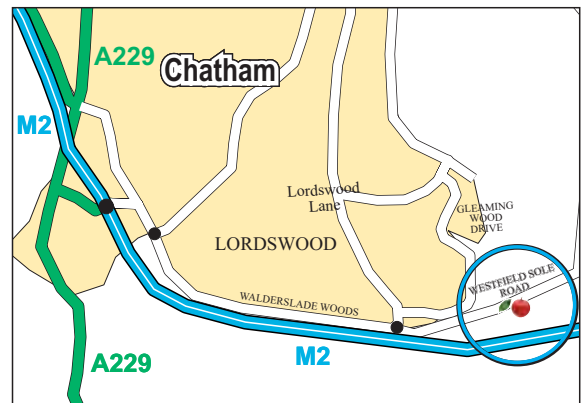 A229
Chatham
M2
Lordswood
Lane
GLEAMING
WOOD
DRIVE
LORDSWOOD
WESTFIELD SOLE
ROAD
WALDERSLADE WOODS
M2
A229